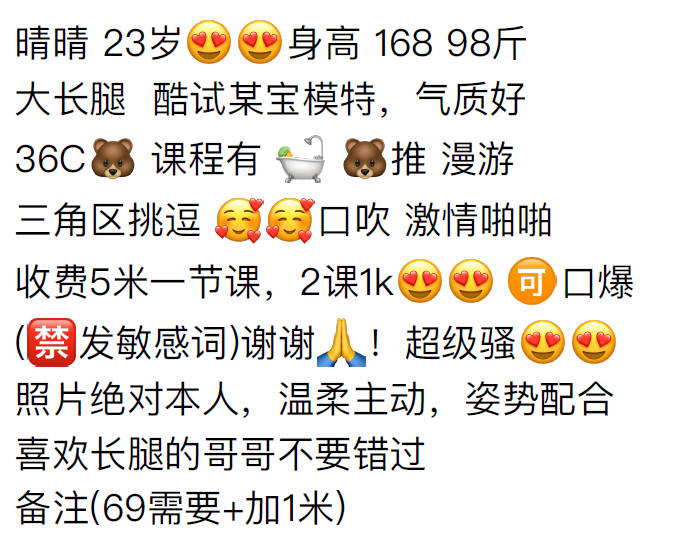 晴晴 23岁😍😍身高 168 98斤
大长腿 酷试某宝模特，气质好
36C🐻 课程有 🛀 🐻推 漫游
三角区挑逗 🥰🥰口吹 激情啪啪
收费5米一节课，2课1k😍😍 🉑口爆
(🈲发敏感词)谢谢🙏！超级骚😍😍
照片绝对本人，温柔主动，姿势配合
喜欢长腿的哥哥不要错过
备注(69需要+加1米)